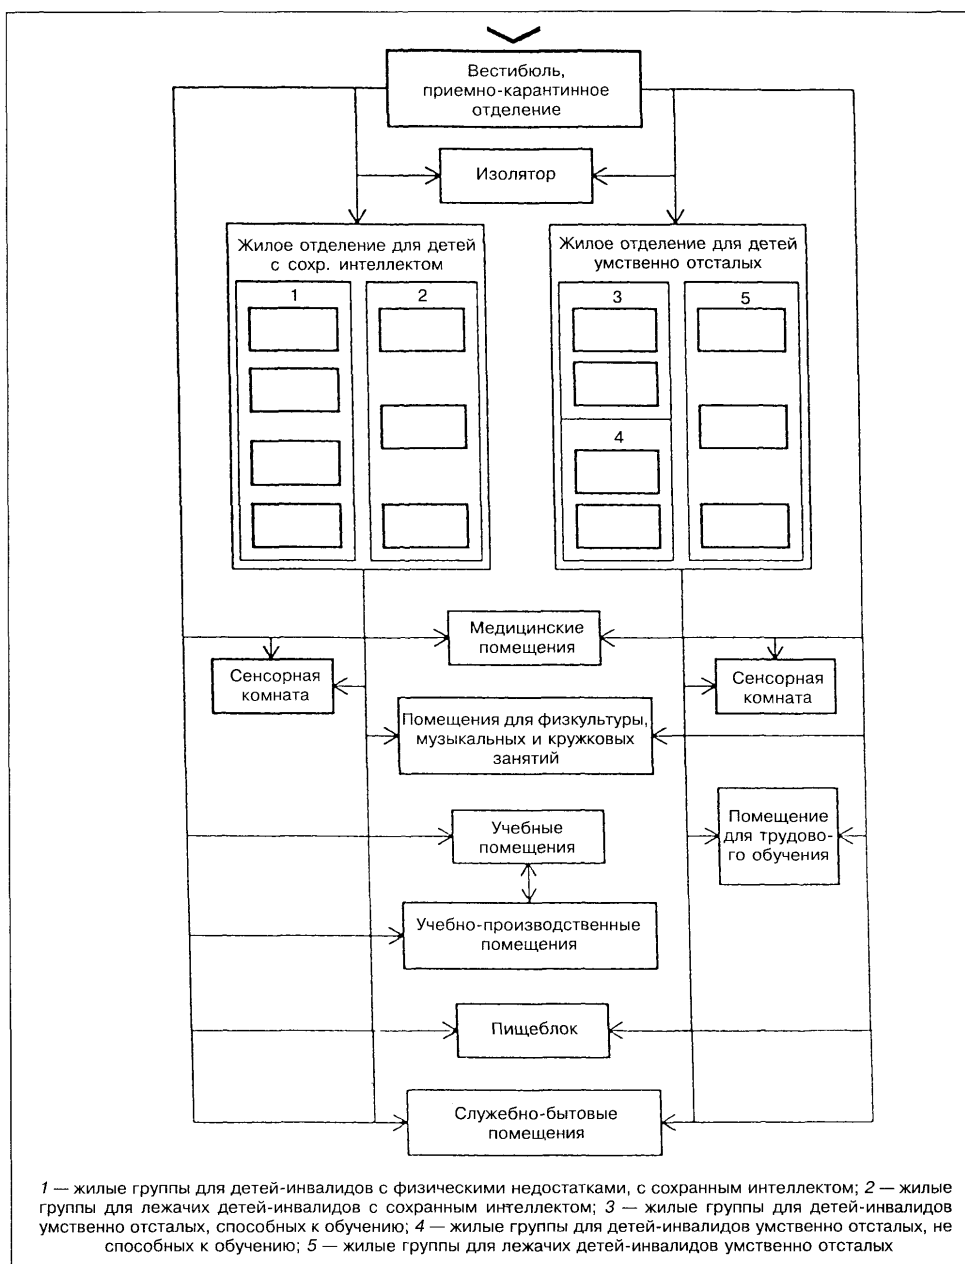 Вестибюль,
приемно-карантинное
отделение
Изолятор
Жилое отделение для детей
с сохр. интеллектом
1
2
Жилое отделение для детей
умственно отсталых
3
5
4
Медицинские
помещения
Сенсорная
комната
Сенсорная
комната
Помещения для физкультуры,
музыкальных и кружковых
занятий
Учебные
помещения
Помещение
для трудово-
го обучения
Учебно-производственные
помещения
Пищеблок
Служебно-бытовые
помещения
1 — жилые группы для детей-инвалидов с физическими недостатками, с сохранным интеллектом; 2 — жилые
группы для лежачих детей-инвалидов с сохранным интеллектом; 3 — жилые группы для детей-инвалидов
умственно отсталых, способных к обучению; 4 — жилые группы для детей-инвалидов умственно отсталых, не
способных к обучению; 5 — жилые группы для лежачих детей-инвалидов умственно отсталых